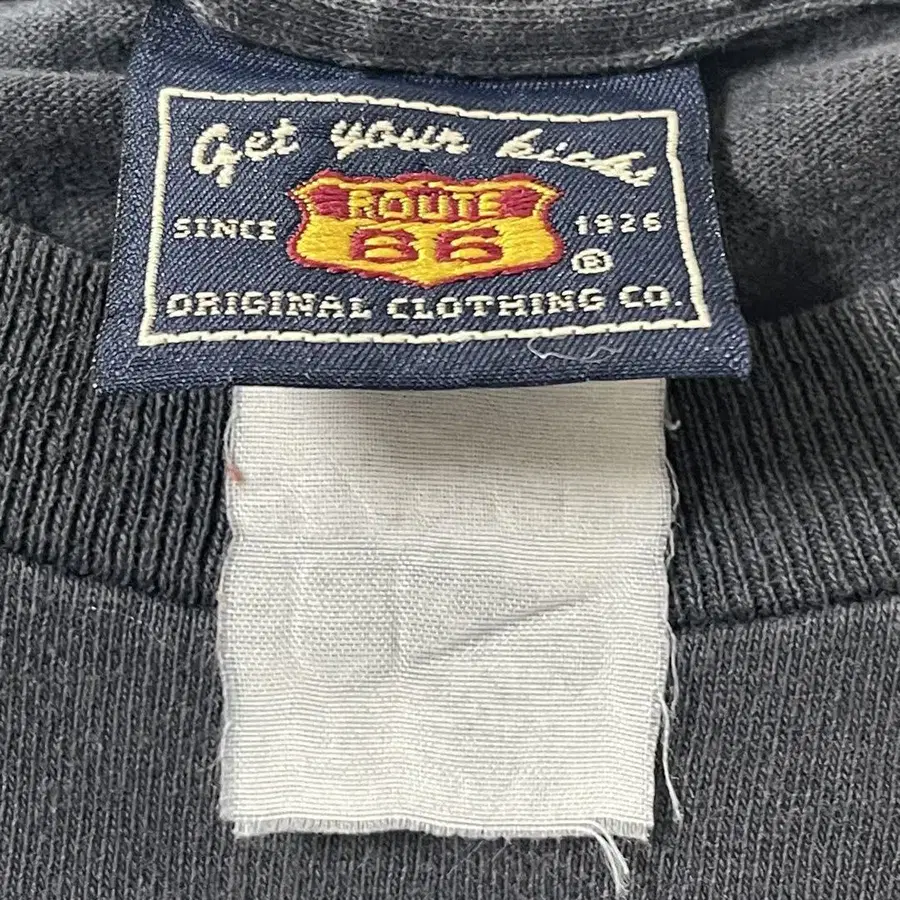 Get your kicks
ROUTE
SINCE 66 1926
®
ORIGINAL CLOTHING CO.